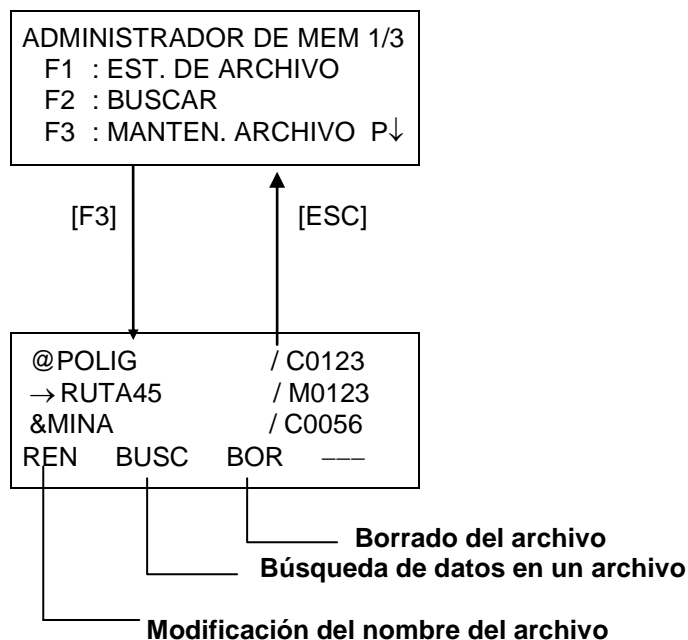 ADMINISTRADOR DE MEM 1/3
F1 : EST. DE ARCHIVO
F2 : BUSCAR
F3 : MANTEN. ARCHIVO P↓
[F3] [ESC]
@POLIG / C0123
→RUTA45 / M0123
&MINA / C0056
REN BUSC BOR ---
Borrado del archivo
Búsqueda de datos en un archivo
Modificación del nombre del archivo